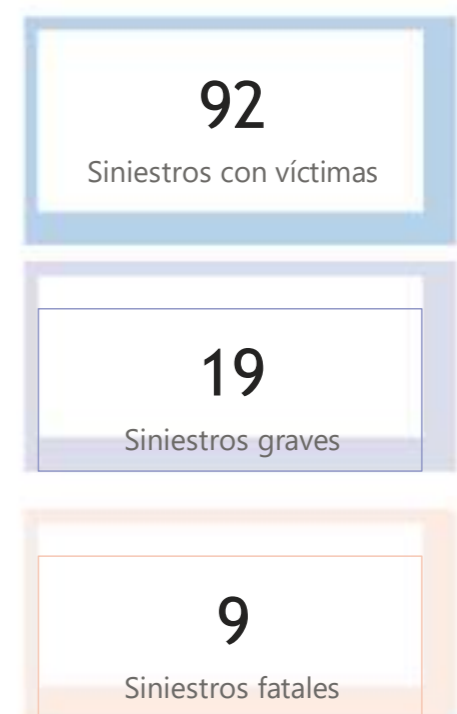 92
Siniestros con víctimas
19
Siniestros graves
9
Siniestros fatales